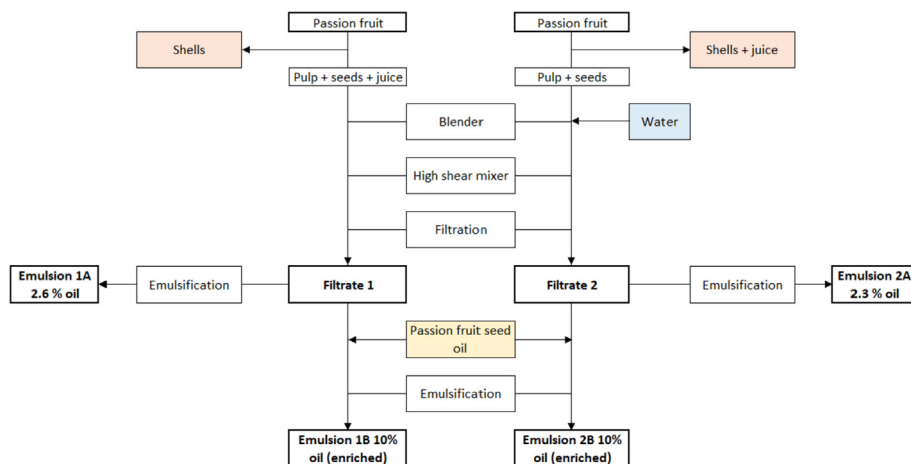 Passion fruit
Passion fruit
Shells
Shells + juice
Pulp + seeds + juice
Pulp + seeds
Blender
Water
High shear mixer
Filtration
Emulsion 1A
2.6 % oil
Emulsification
Filtrate 1
Filtrate 2
Emulsification
Emulsion 2A
2.3 % oil
Passion fruit seed
oil
Emulsification
Emulsion 1B 10%
oil (enriched)
Emulsion 2B 10%
oil (enriched)